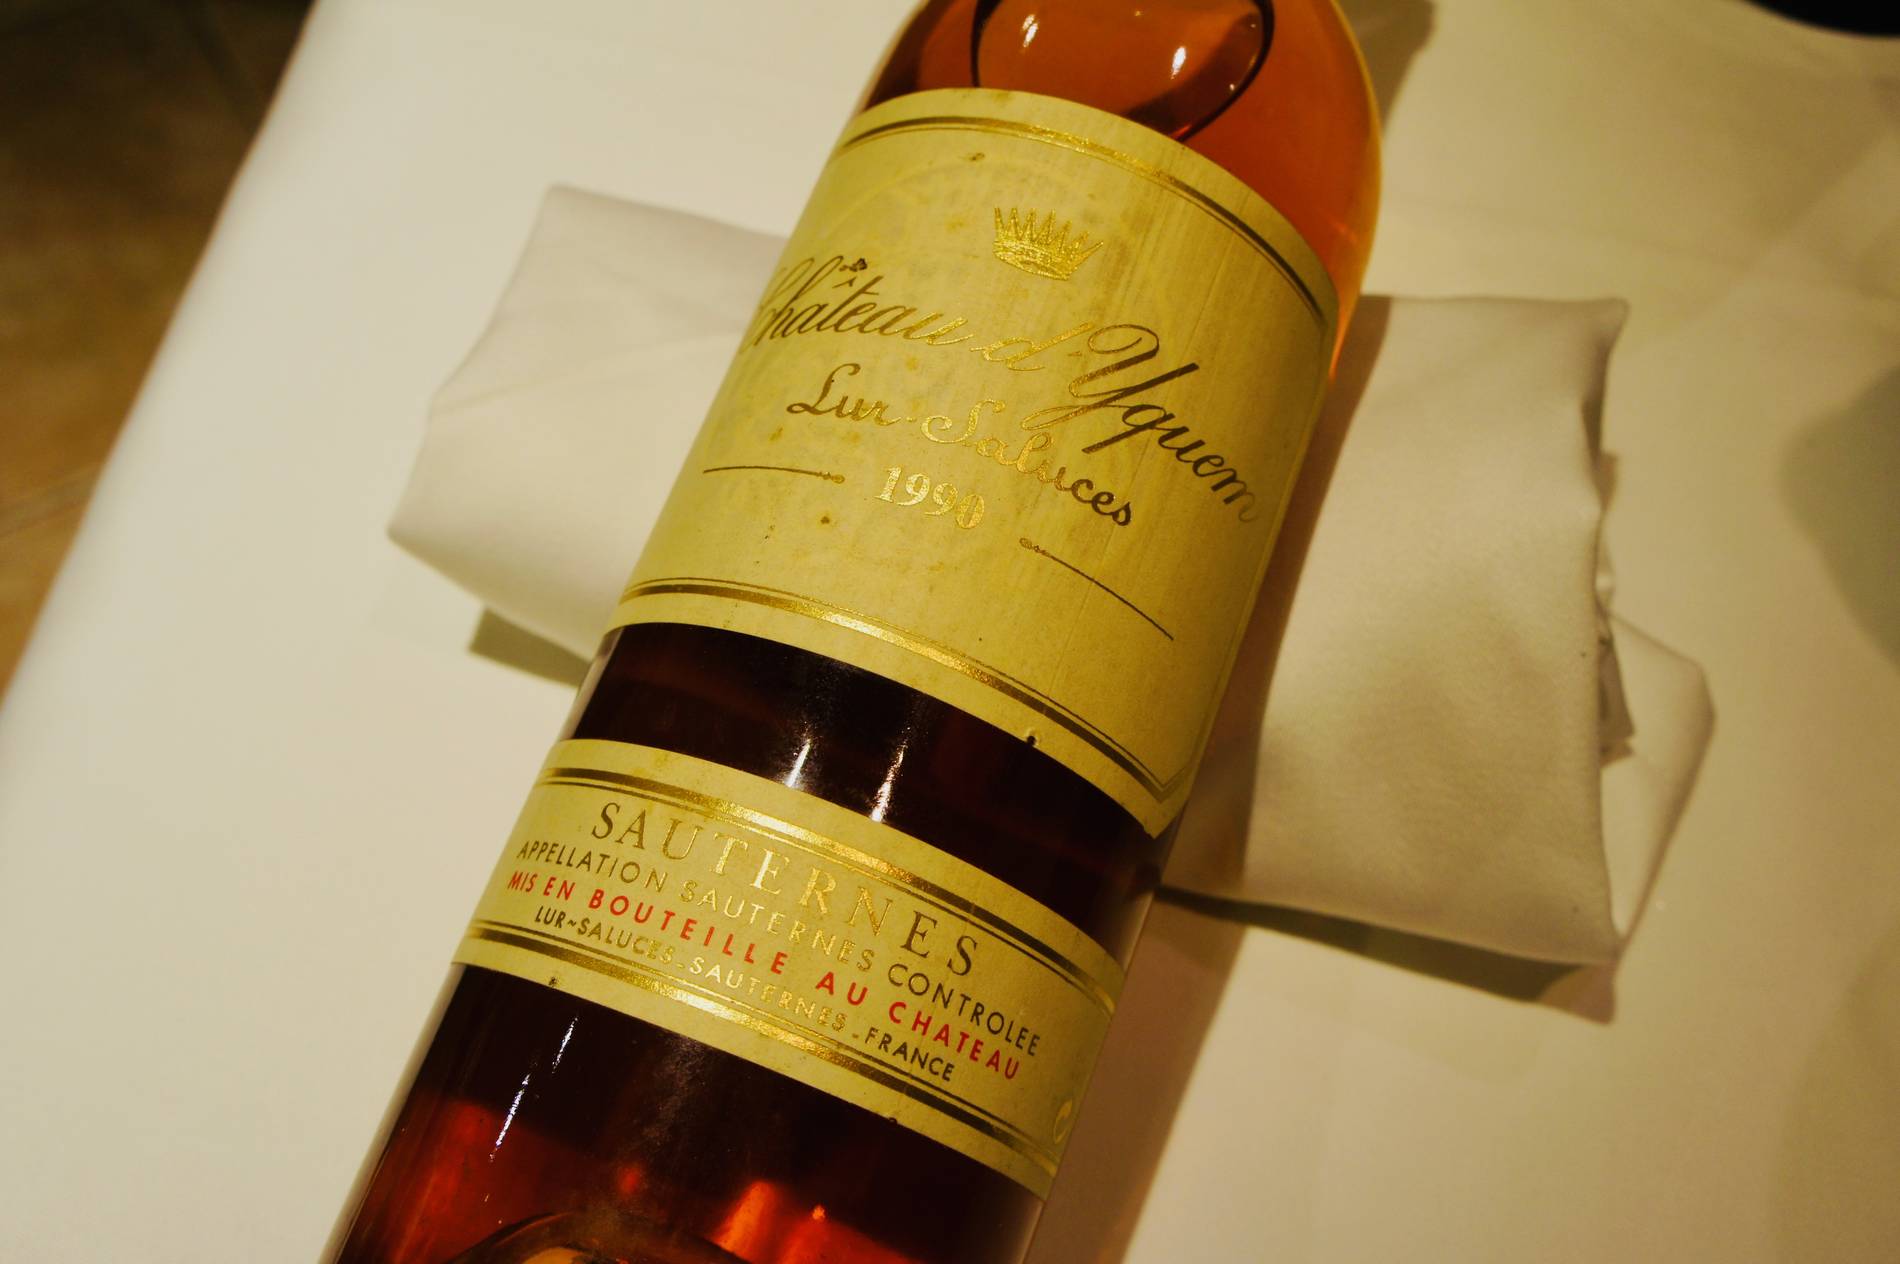 Château d'Yquem
Lur-Saluces
1990
SAUTERNES
APPELLATION SAUTERNES CONTROLEE
MIS EN BOUTEILLE AU CHATEAU
LUR~SALUCES-SAUTERNES-FRANCE